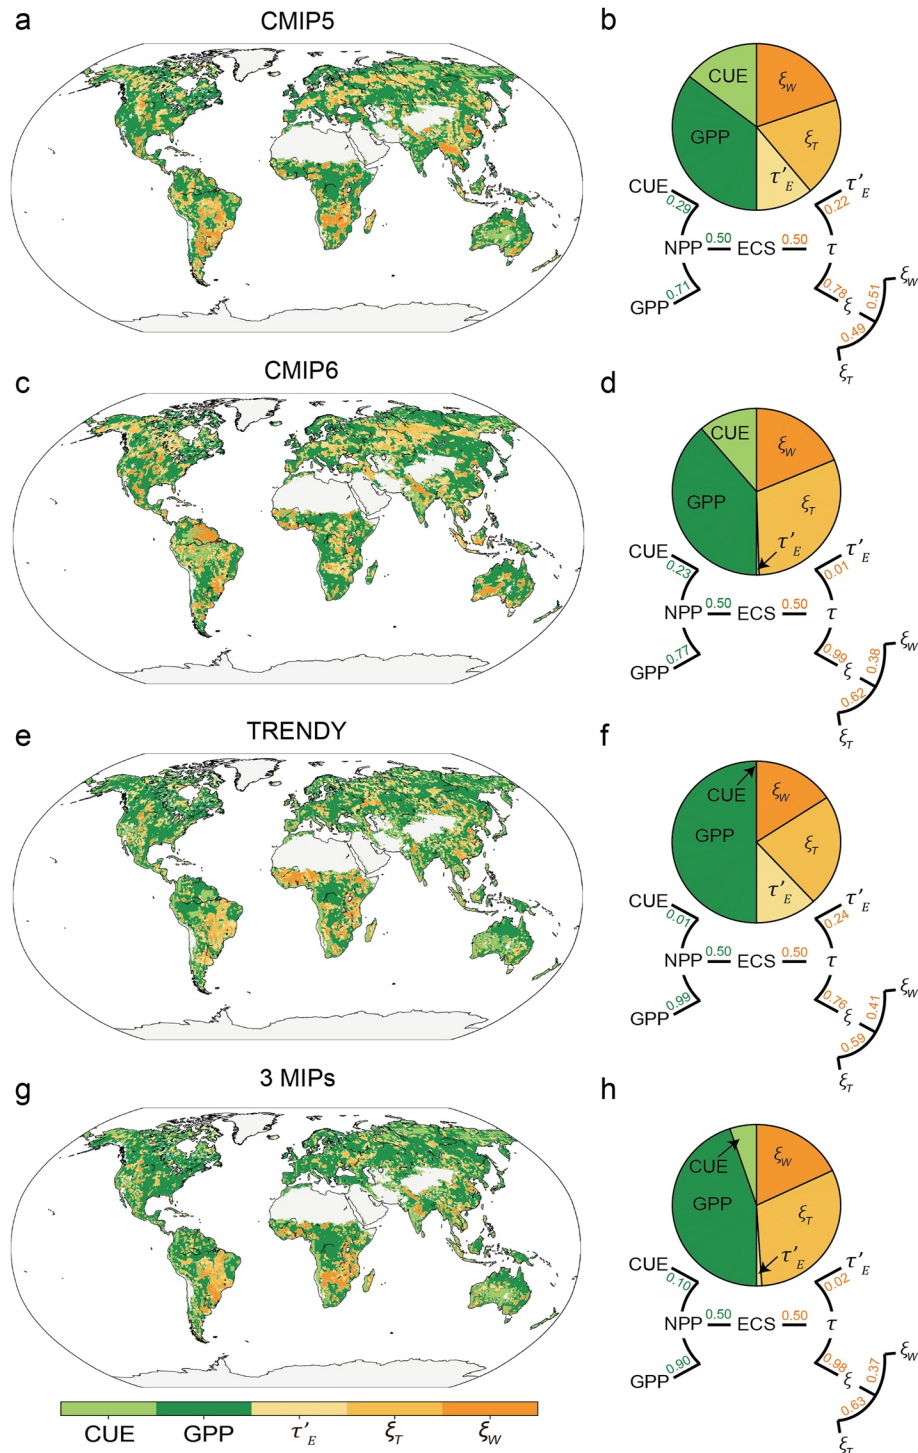 a
CMIP5
b
CUE
ξW
GPP
ξT
τ′E
CUE
τ′E
0.29
0.22
NPP
0.50
ECS
0.50
τ
GPP
0.71
0.78
ξ
0.51
ξW
0.49
ξT
c
CMIP6
d
CUE
ξW
GPP
ξT
τ′E
CUE
τ′E
0.23
0.01
NPP
0.50
ECS
0.50
τ
GPP
0.77
0.99
ξ
0.38
ξW
0.62
ξT
e
TRENDY
f
CUE
ξW
GPP
ξT
τ′E
CUE
τ′E
0.01
0.24
NPP
0.50
ECS
0.50
τ
GPP
0.99
0.76
ξ
0.41
ξW
0.59
ξT
g
3 MIPs
h
CUE
ξW
GPP
ξT
τ′E
CUE
τ′E
0.10
0.02
NPP
0.50
ECS
0.50
τ
GPP
0.90
0.98
ξ
0.37
ξW
0.63
ξT
CUE GPP τ′E ξT ξW